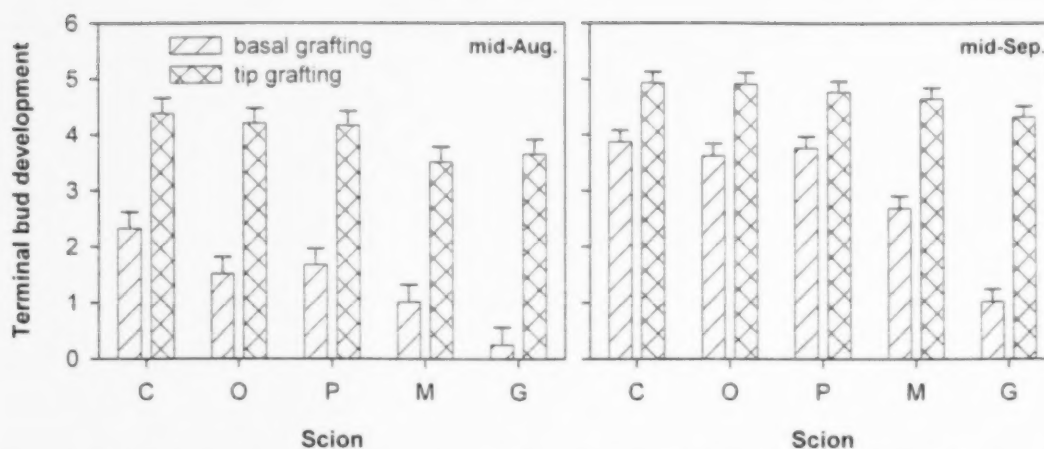 Terminal bud development
6
5
4
3
2
1
0
basal grafting
tip grafting
mid-Aug.
mid-Sep.
C O P M G
C O P M G
Scion
Scion